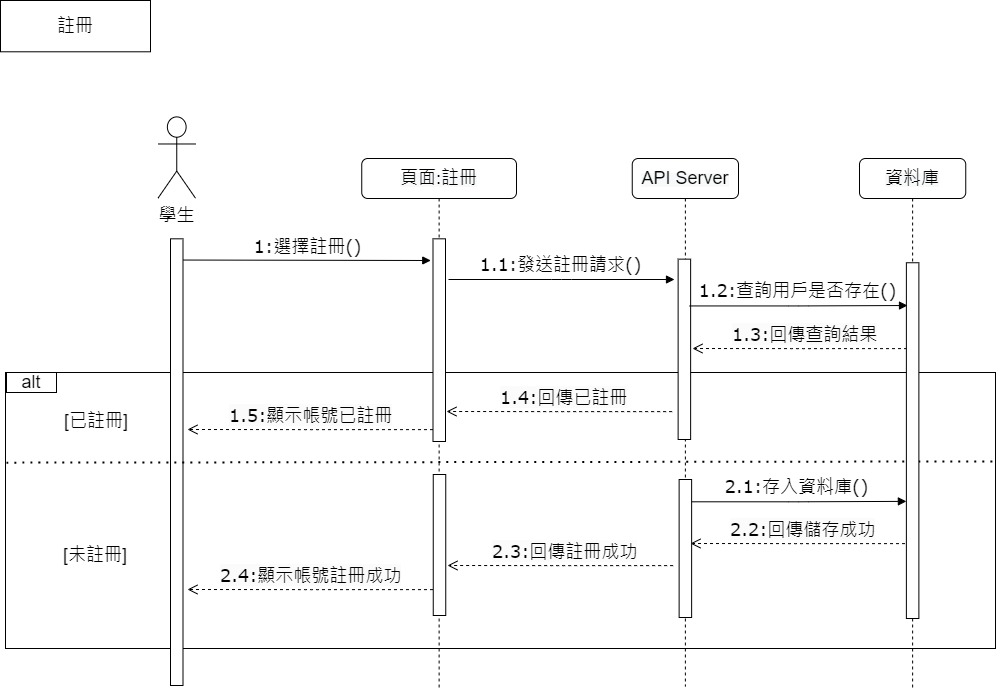 註冊
學生
頁面:註冊
API Server
資料庫
1:選擇註冊()
1.1:發送註冊請求()
1.2:查詢用戶是否存在()
1.3:回傳查詢結果
alt
[已註冊]
1.4:回傳已註冊
1.5:顯示帳號已註冊
[未註冊]
2.1:存入資料庫()
2.2:回傳儲存成功
2.3:回傳註冊成功
2.4:顯示帳號註冊成功